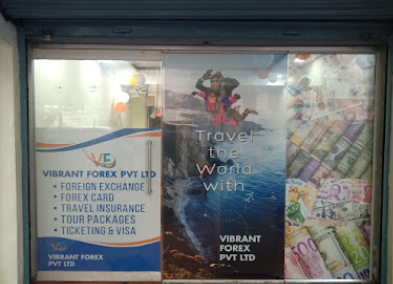 VF
VIBRANT FOREX PVT LTD
• FOREIGN EXCHANGE
• FOREX CARD
• TRAVEL INSURANCE
• TOUR PACKAGES
• TICKETING & VISA
VIBRANT FOREX
PVT LTD
Travel
the
World
with
VIBRANT FOREX
PVT LTD